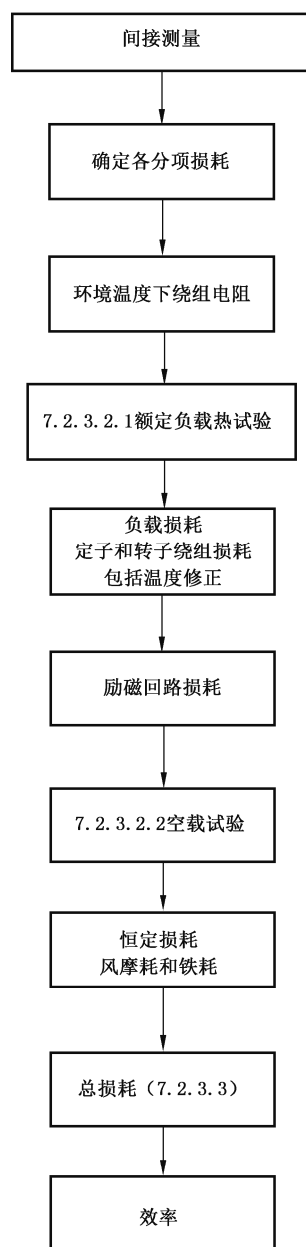 间接测量
确定各分项损耗
环境温度下绕组电阻
7.2.3.2.1额定负载热试验
负载损耗
定子和转子绕组损耗
包括温度修正
励磁回路损耗
7.2.3.2.2空载试验
恒定损耗
风摩耗和铁耗
总损耗（7.2.3.3）
效率